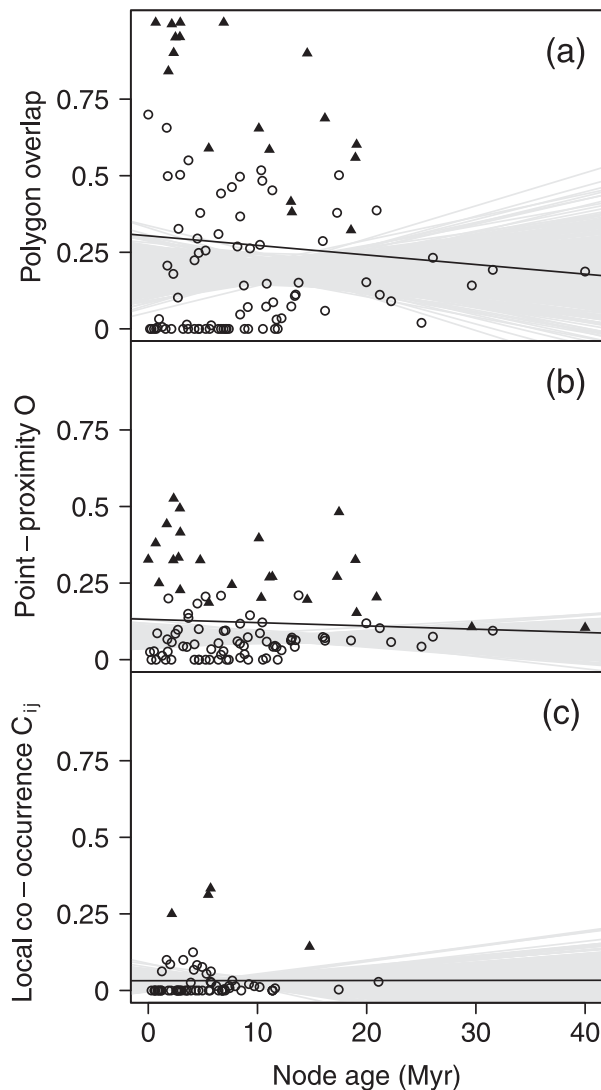 (a)
Polygon overlap
0.75
0.5
0.25
0
(b)
Point−proximity O
0.75
0.5
0.25
0
(c)
Local co−occurrence Cij
0.75
0.5
0.25
0
0 10 20 30 40
Node age (Myr)